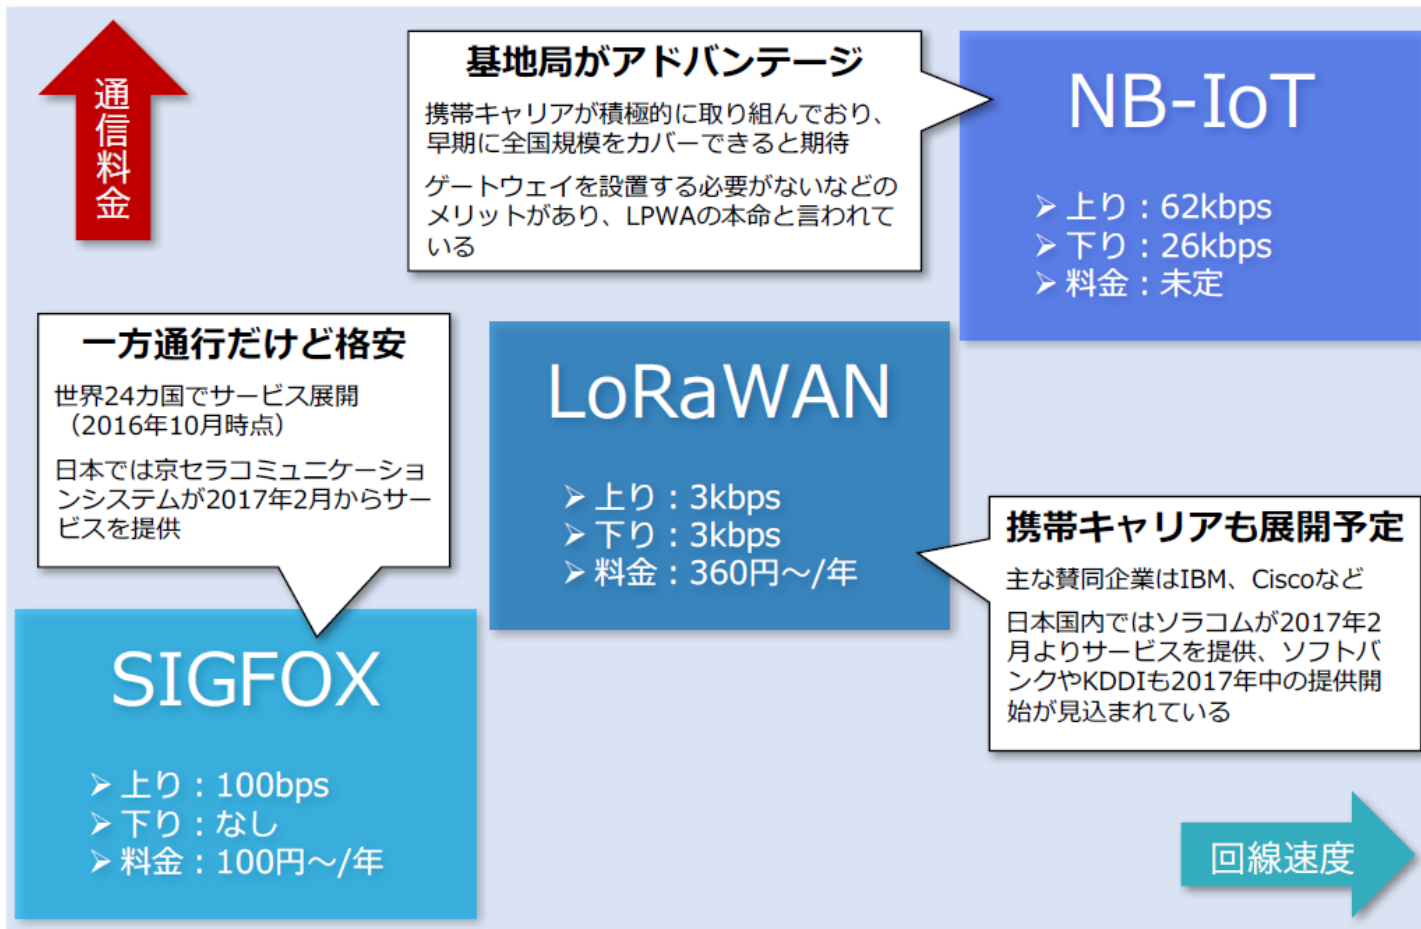 通信料金
基地局がアドバンテージ
携帯キャリアが積極的に取り組んでおり、
早期に全国規模をカバーできると期待
ゲートウェイを設置する必要がないなどの
メリットがあり、LPWAの本命と言われて
いる
NB-IoT
➢ 上り：62kbps
➢ 下り：26kbps
➢ 料金：未定
一方通行だけど格安
世界24カ国でサービス展開
（2016年10月時点）
日本では京セラコミュニケーショ
ンシステムが2017年2月からサー
ビスを提供
LoRaWAN
➢ 上り：3kbps
➢ 下り：3kbps
➢ 料金：360円～/年
携帯キャリアも展開予定
主な賛同企業はIBM、Ciscoなど
日本国内ではソラコムが2017年2
月よりサービスを提供、ソフトバ
ンクやKDDIも2017年中の提供開
始が見込まれている
SIGFOX
➢ 上り：100bps
➢ 下り：なし
➢ 料金：100円～/年
回線速度